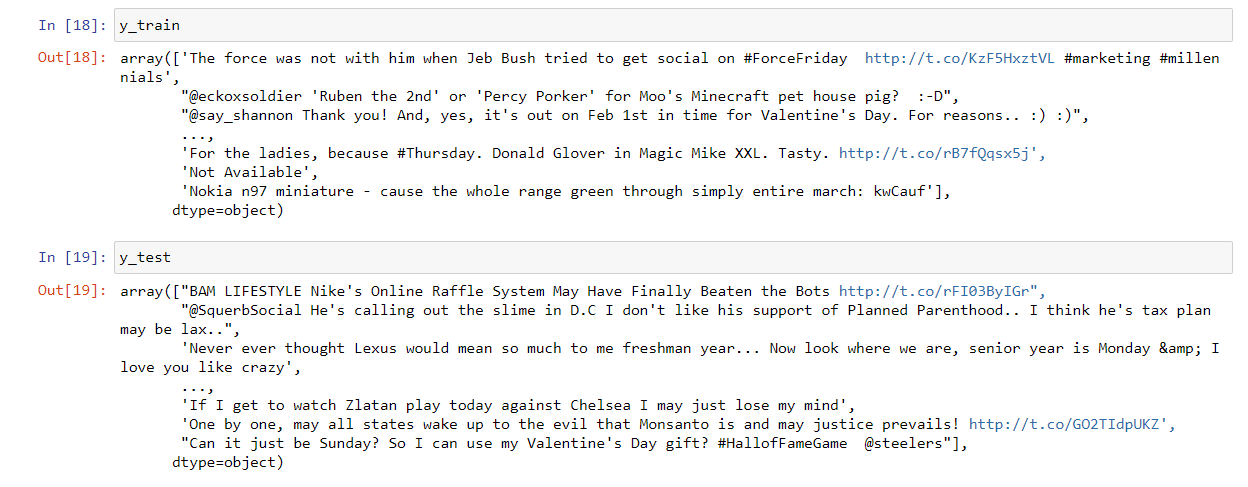 In [18]: y_train
Out[18]: array(['The force was not with him when Jeb Bush tried to get social on #ForceFriday  http://t.co/KzF5HxztVL #marketing #millen
nials',
"@eckoxsoldier 'Ruben the 2nd' or 'Percy Porker' for Moo's Minecraft pet house pig?  :-D",
"@say_shannon Thank you! And, yes, it's out on Feb 1st in time for Valentine's Day. For reasons.. :) :)",
...,
'For the ladies, because #Thursday. Donald Glover in Magic Mike XXL. Tasty. http://t.co/rB7fQqsx5j',
'Not Available',
'Nokia n97 miniature - cause the whole range green through simply entire march: kwCauf'],
dtype=object)
In [19]: y_test
Out[19]: array(["BAM LIFESTYLE Nike's Online Raffle System May Have Finally Beaten the Bots http://t.co/rFI03ByIGr",
"@SquerbSocial He's calling out the slime in D.C I don't like his support of Planned Parenthood.. I think he's tax plan
may be lax..",
'Never ever thought Lexus would mean so much to me freshman year... Now look where we are, senior year is Monday &amp; I
love you like crazy',
...,
'If I get to watch Zlatan play today against Chelsea I may just lose my mind',
'One by one, may all states wake up to the evil that Monsanto is and may justice prevails! http://t.co/GO2TIdpUKZ',
"Can it just be Sunday? So I can use my Valentine's Day gift? #HallofFameGame  @steelers"],
dtype=object)